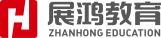 展鸿教育
ZHANHONG EDUCATION